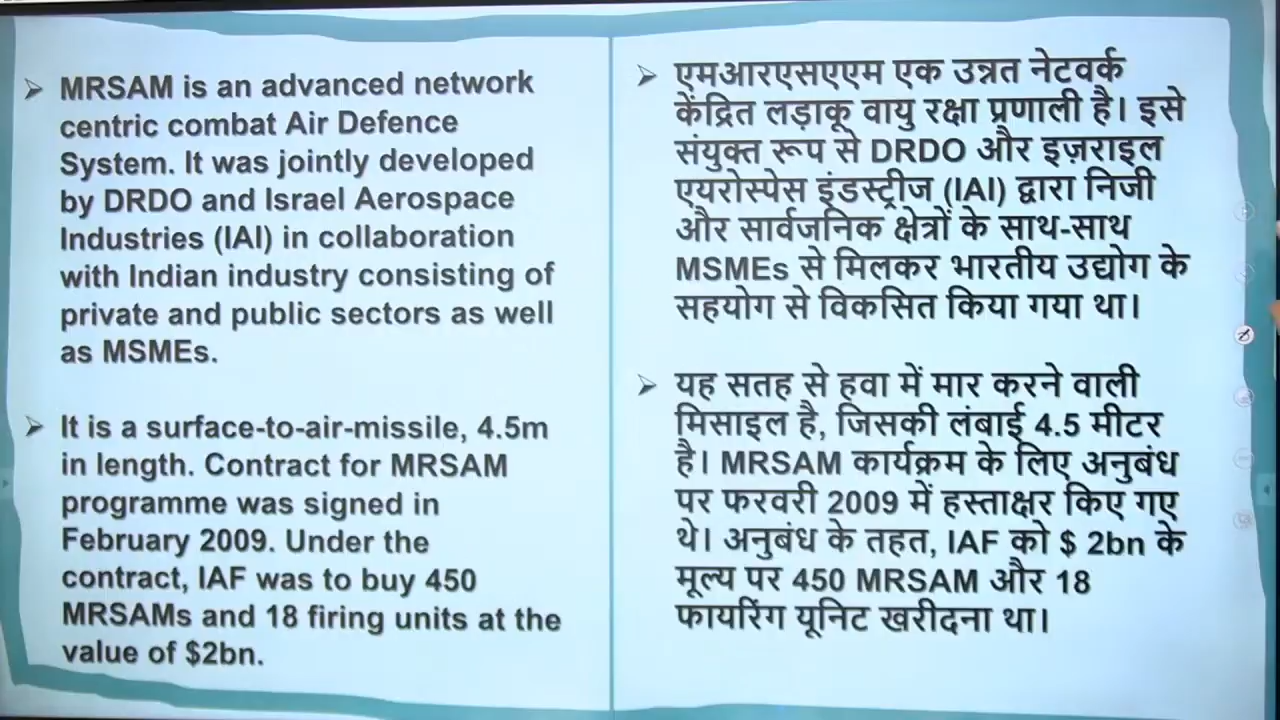 MRSAM is an advanced network
centric combat Air Defence
System. It was jointly developed
by DRDO and Israel Aerospace
Industries (IAI) in collaboration
with Indian industry consisting of
private and public sectors as well
as MSMEs.
It is a surface-to-air-missile, 4.5m
in length. Contract for MRSAM
programme was signed in
February 2009. Under the
contract, IAF was to buy 450
MRSAMs and 18 firing units at the
value of $2bn.
एमआरएसएएम एक उन्नत नेटवर्क
केंद्रित लड़ाकू वायु रक्षा प्रणाली है। इसे
संयुक्त रूप से DRDO और इज़राइल
एयरोस्पेस इंडस्ट्रीज (IAI) द्वारा निजी
और सार्वजनिक क्षेत्रों के साथ-साथ
MSMEs से मिलकर भारतीय उद्योग के
सहयोग से विकसित किया गया था।
यह सतह से हवा में मार करने वाली
मिसाइल है, जिसकी लंबाई 4.5 मीटर
है। MRSAM कार्यक्रम के लिए अनुबंध
पर फरवरी 2009 में हस्ताक्षर किए गए
थे। अनुबंध के तहत, IAF को $ 2bn के
मूल्य पर 450 MRSAM और 18
फायरिंग यूनिट खरीदना था।